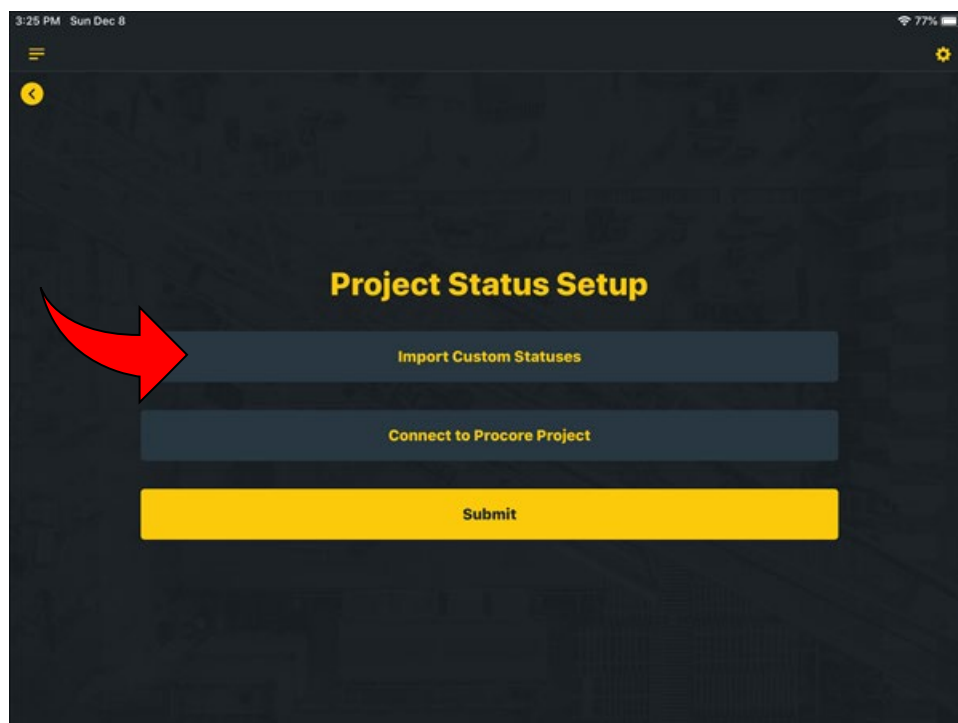 3:25 PM Sun Dec 8 77%
Project Status Setup
Import Custom Statuses
Connect to Procore Project
Submit